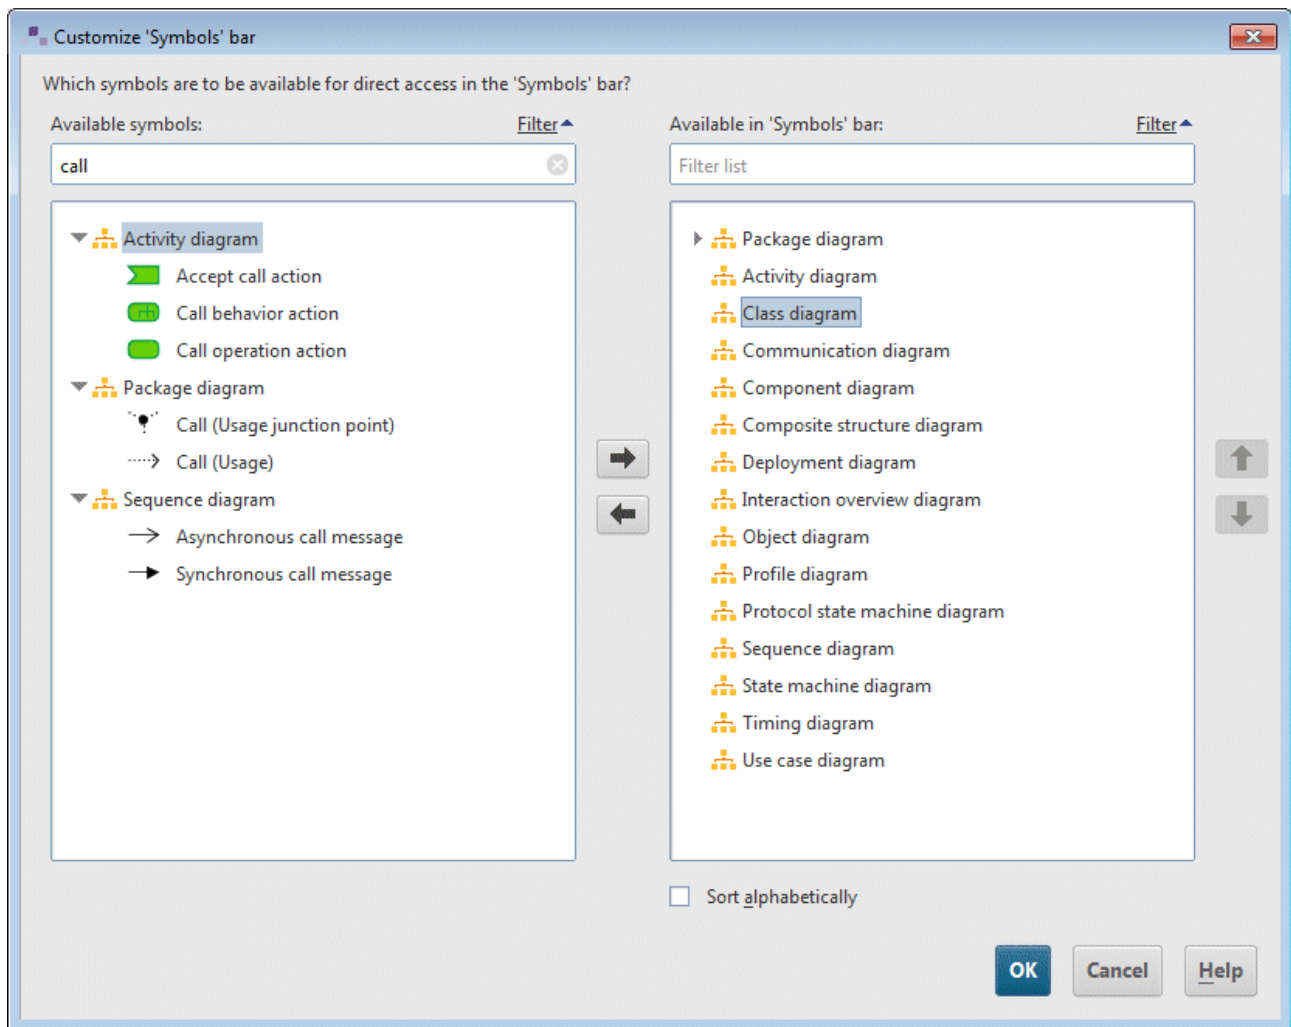 Customize 'Symbols' bar
Which symbols are to be available for direct access in the 'Symbols' bar?
Available symbols:
Filter
call
Activity diagram
Accept call action
Call behavior action
Call operation action
Package diagram
Call (Usage junction point)
Call (Usage)
Sequence diagram
Asynchronous call message
Synchronous call message
Available in 'Symbols' bar:
Filter
Filter list
Package diagram
Activity diagram
Class diagram
Communication diagram
Component diagram
Composite structure diagram
Deployment diagram
Interaction overview diagram
Object diagram
Profile diagram
Protocol state machine diagram
Sequence diagram
State machine diagram
Timing diagram
Use case diagram
Sort alphabetically
OK
Cancel
Help